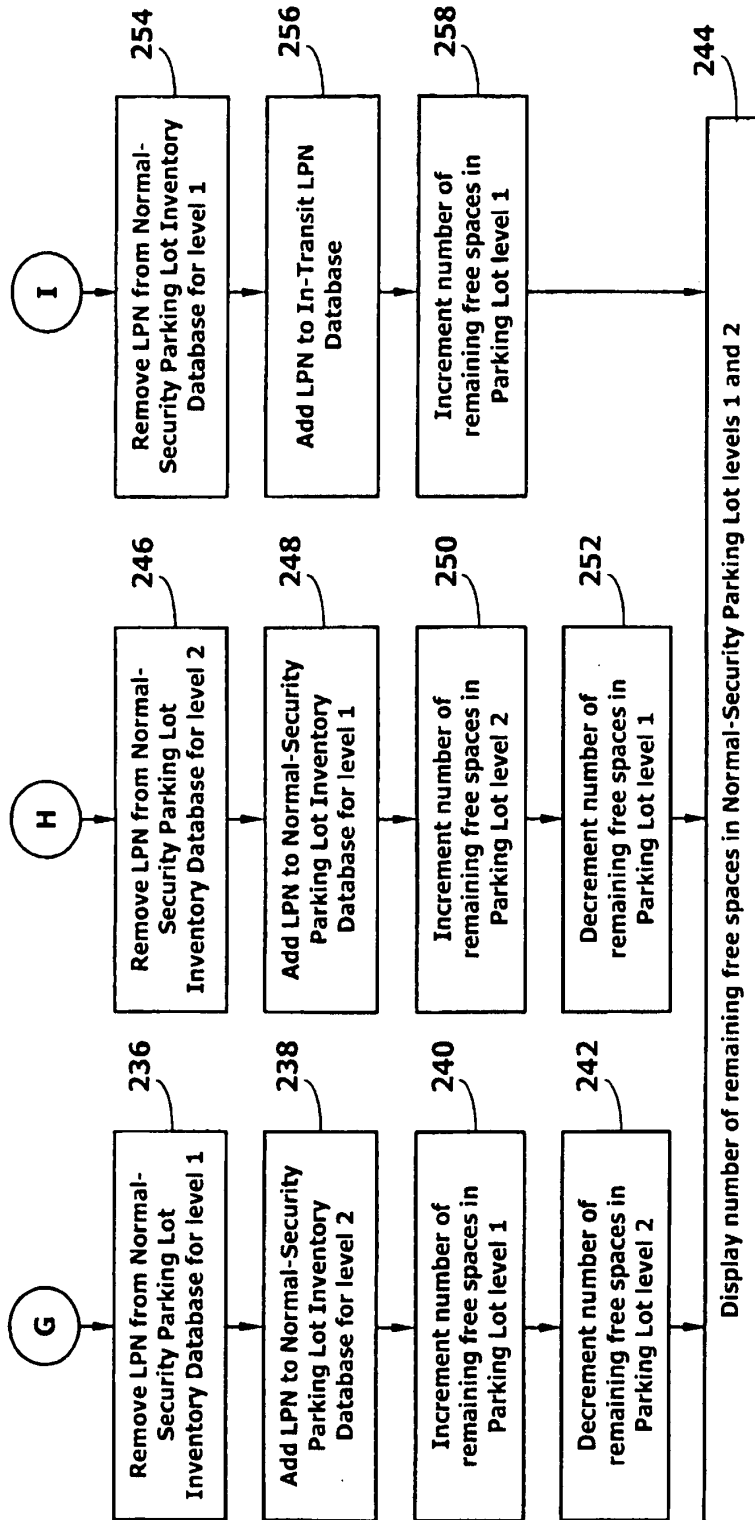 G
236
Remove LPN from Normal-
Security Parking Lot
Inventory Database for level 1
238
Add LPN to Normal-Security
Parking Lot Inventory
Database for level 2
240
Increment number of
remaining free spaces in
Parking Lot level 1
242
Decrement number of
remaining free spaces in
Parking Lot level 2
H
246
Remove LPN from Normal-
Security Parking Lot
Inventory Database for level 2
248
Add LPN to Normal-Security
Parking Lot Inventory
Database for level 1
250
Increment number of
remaining free spaces in
Parking Lot level 2
252
Decrement number of
remaining free spaces in
Parking Lot level 1
I
254
Remove LPN from Normal-
Security Parking Lot Inventory
Database for level 1
256
Add LPN to In-Transit LPN
Database
258
Increment number of
remaining free spaces in
Parking Lot level 1
244
Display number of remaining free spaces in Normal-Security Parking Lot levels 1 and 2